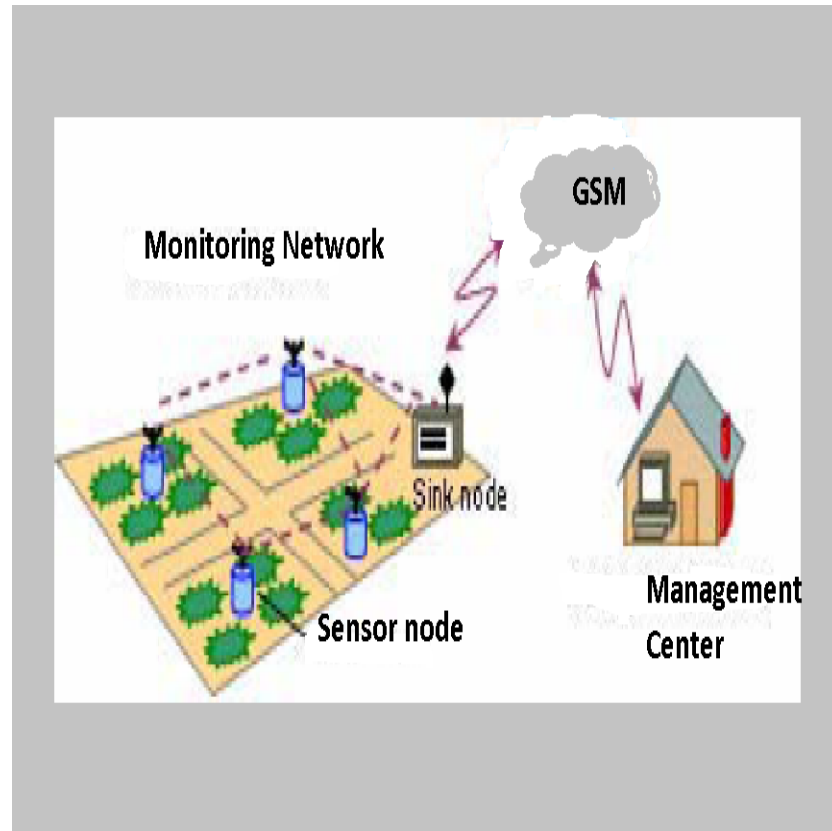 GSM
Monitoring Network
Sink node
Sensor node
Management
Center